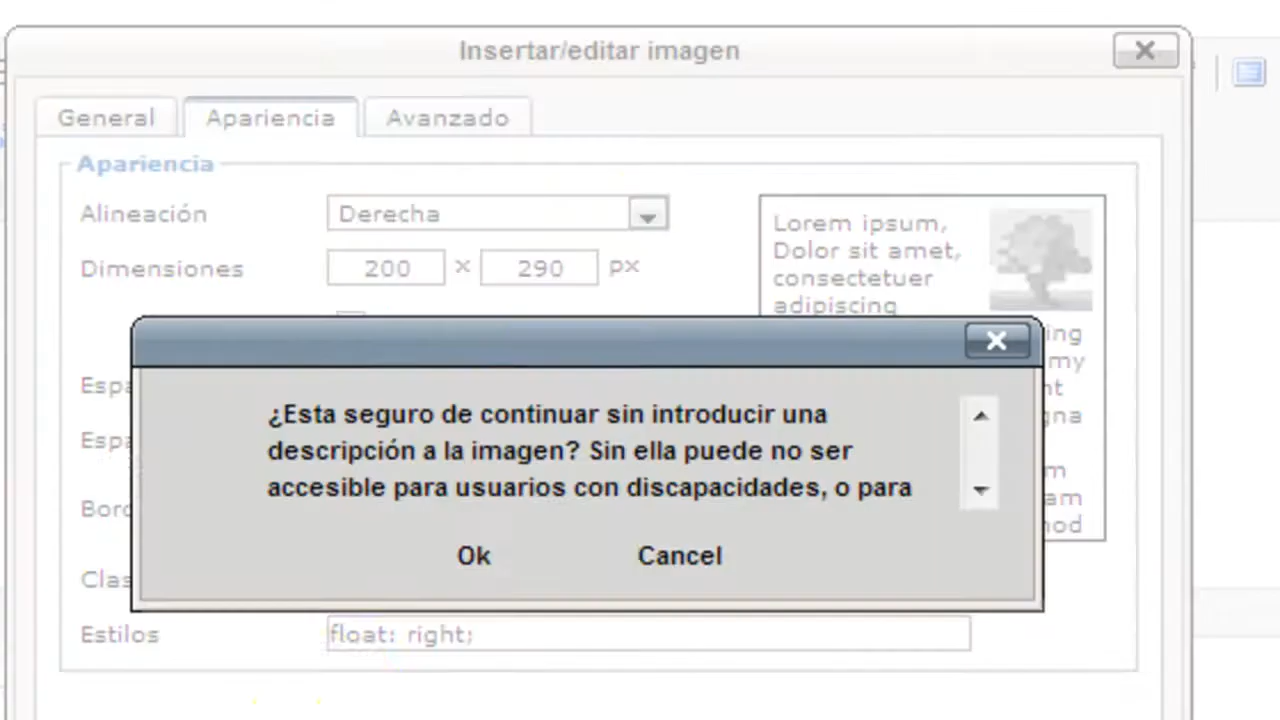 Insertar/editar imagen
General Apariencia Avanzado
Apariencia
Alineación Derecha
Dimensiones 200 x 290 px
Lorem ipsum,
Dolor sit amet,
consectetuer
adipiscing
¿Esta seguro de continuar sin introducir una
descripción a la imagen? Sin ella puede no ser
accesible para usuarios con discapacidades, o para
Ok Cancel
Estilos float: right;